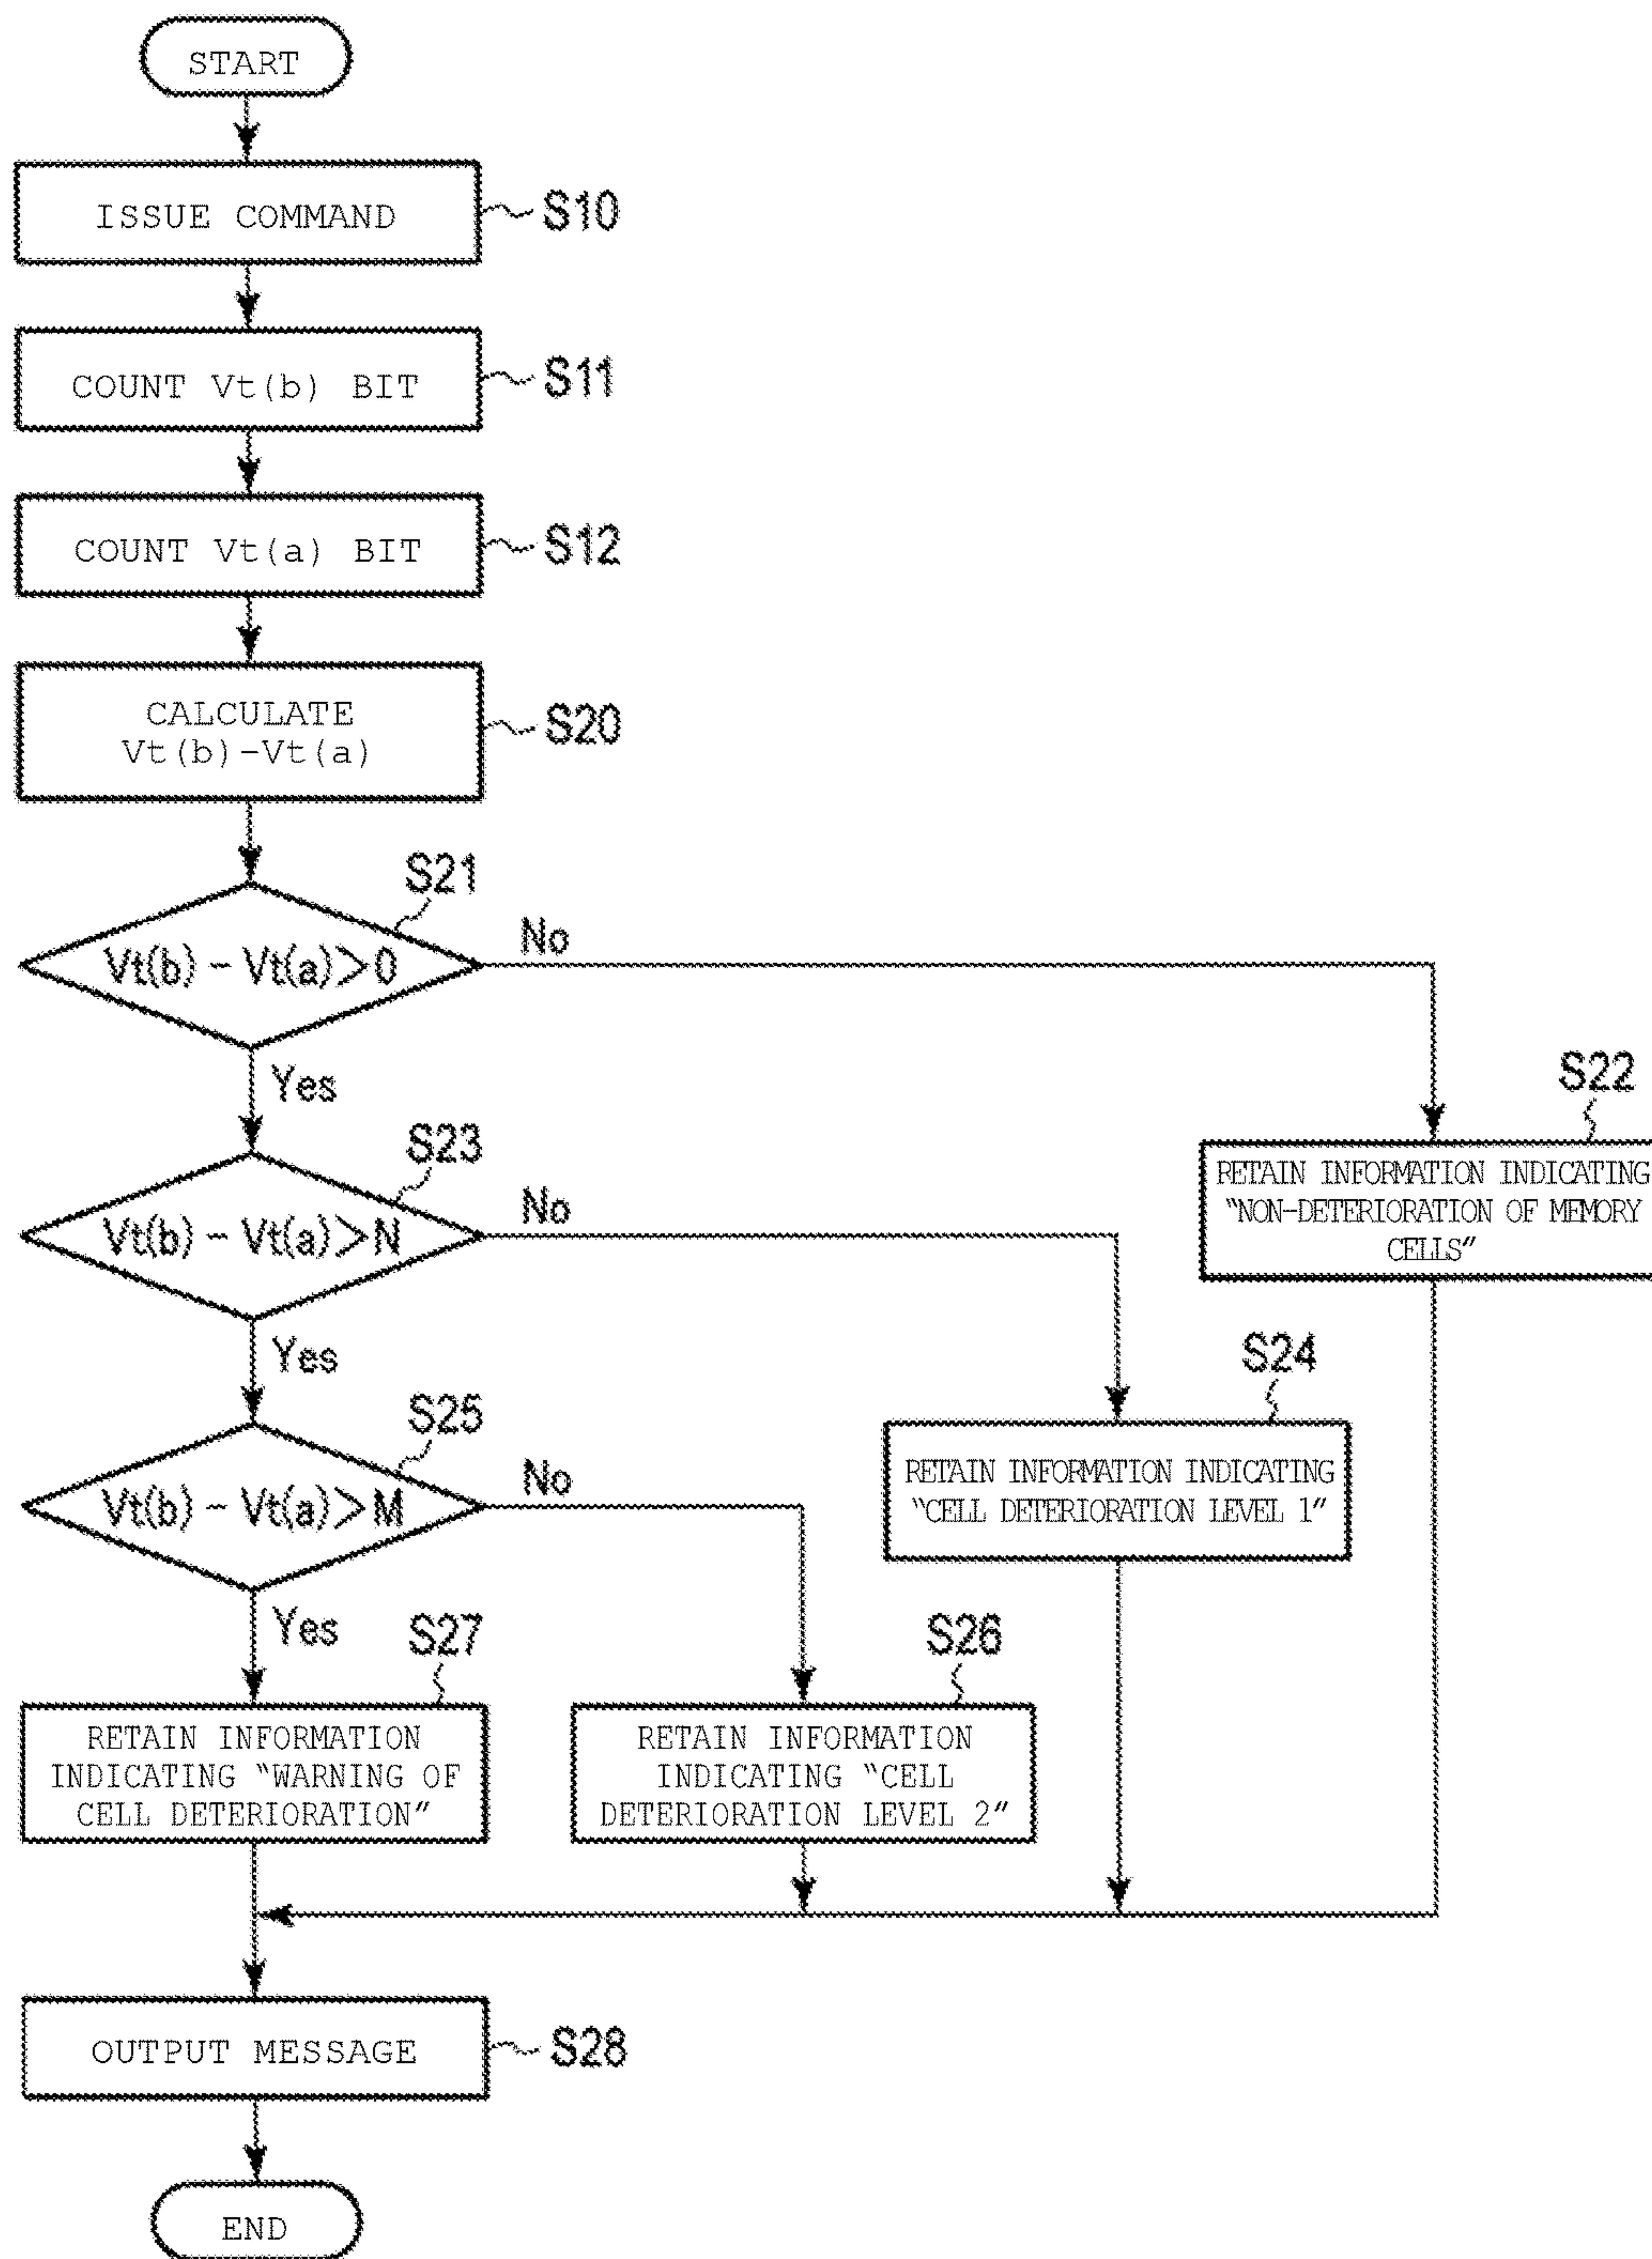 START
ISSUE COMMAND
S10
COUNT Vt(b) BIT
S11
COUNT Vt(a) BIT
S12
CALCULATE
Vt(b)-Vt(a)
S20
S21
Vt(b) - Vt(a)>0
No
Yes
S22
RETAIN INFORMATION INDICATING
"NON-DETERIORATION OF MEMORY
CELLS"
S23
Vt(b) - Vt(a)>N
No
Yes
S24
RETAIN INFORMATION INDICATING
"CELL DETERIORATION LEVEL 1"
S25
Vt(b) - Vt(a)>M
No
Yes
S27
RETAIN INFORMATION
INDICATING "WARNING OF
CELL DETERIORATION"
S26
RETAIN INFORMATION
INDICATING "CELL
DETERIORATION LEVEL 2"
OUTPUT MESSAGE
S28
END